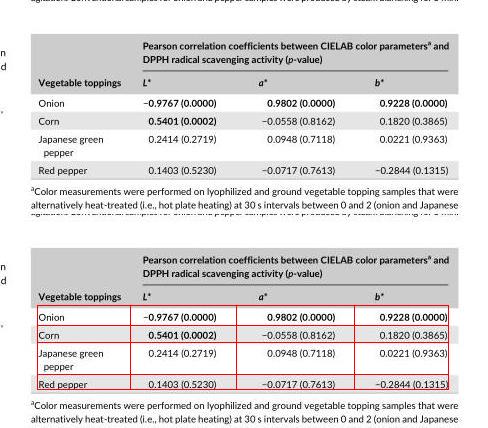 n
d
,
Pearson correlation coefficients between CIELAB color parametersᵃ and
DPPH radical scavenging activity (p-value)
Vegetable toppings L* a* b*
Onion −0.9767 (0.0000) 0.9802 (0.0000) 0.9228 (0.0000)
Corn 0.5401 (0.0002) −0.0558 (0.8162) 0.1820 (0.3865)
Japanese green 0.2414 (0.2719) 0.0948 (0.7118) 0.0221 (0.9363)
pepper
Red pepper 0.1403 (0.5230) −0.0717 (0.7613) −0.2844 (0.1315)
ᵃColor measurements were performed on lyophilized and ground vegetable topping samples that were
alternatively heat-treated (i.e., hot plate heating) at 30 s intervals between 0 and 2 (onion and Japanese
n
d
,
Pearson correlation coefficients between CIELAB color parametersᵃ and
DPPH radical scavenging activity (p-value)
Vegetable toppings L* a* b*
Onion −0.9767 (0.0000) 0.9802 (0.0000) 0.9228 (0.0000)
Corn 0.5401 (0.0002) −0.0558 (0.8162) 0.1820 (0.3865)
Japanese green 0.2414 (0.2719) 0.0948 (0.7118) 0.0221 (0.9363)
pepper
Red pepper 0.1403 (0.5230) −0.0717 (0.7613) −0.2844 (0.1315)
ᵃColor measurements were performed on lyophilized and ground vegetable topping samples that were
alternatively heat-treated (i.e., hot plate heating) at 30 s intervals between 0 and 2 (onion and Japanese